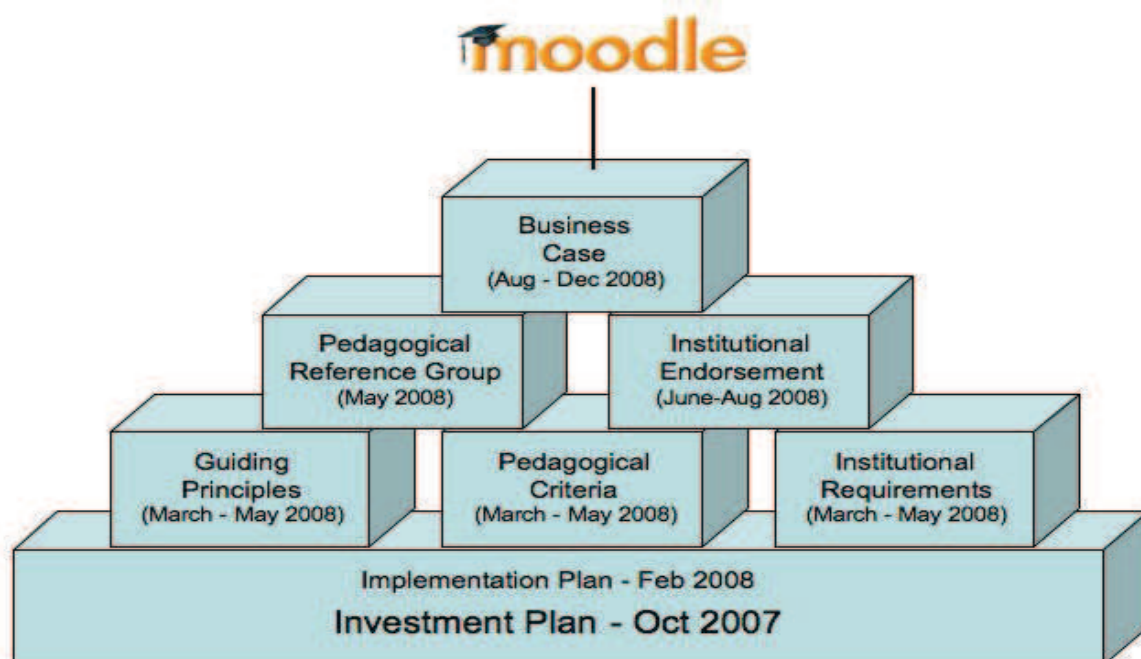 moodle
Business
Case
(Aug - Dec 2008)
Pedagogical
Reference Group
(May 2008)
Institutional
Endorsement
(June-Aug 2008)
Guiding
Principles
(March - May 2008)
Pedagogical
Criteria
(March - May 2008)
Institutional
Requirements
(March - May 2008)
Implementation Plan - Feb 2008
Investment Plan - Oct 2007